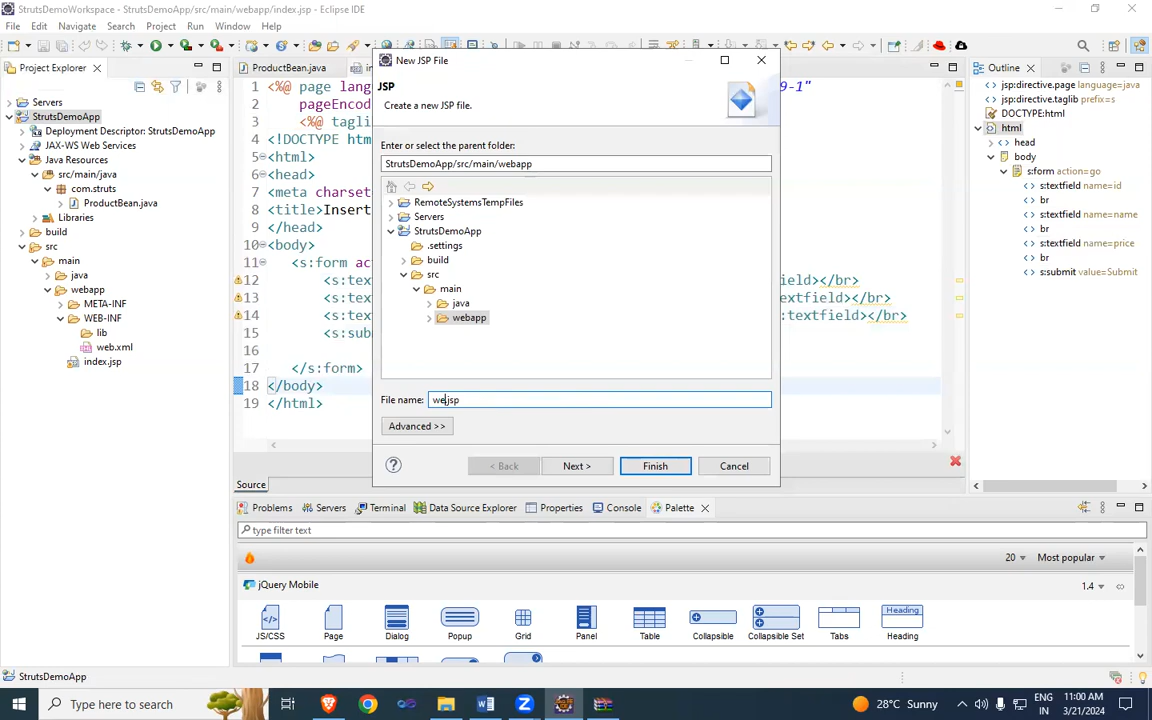 StrutsDemoWorkspace - StrutsDemoApp/src/main/webapp/index.jsp - Eclipse IDE
File Edit Navigate Search Project Run Window Help
Project Explorer
Servers
StrutsDemoApp
Deployment Descriptor: StrutsDemoApp
JAX-WS Web Services
Java Resources
src/main/java
com.struts
ProductBean.java
Libraries
build
src
main
java
webapp
META-INF
WEB-INF
lib
web.xml
index.jsp
ProductBean.java
1 <%@ page lang
9-1"
2 pageEncod
3 <%@ tagli
4 <!DOCTYPE htm
5 <html>
6 <head>
7 <meta charset
8 <title>Insert
9 </head>
10 <body>
11 <s:form ac
12 <s:tex
ield></br>
13 <s:tex
textfield></br>
14 <s:tex
:textfield></br>
15 <s:sub
16
17 </s:form>
18 </body>
19 </html>
Source
New JSP File
JSP
Create a new JSP file.
Enter or select the parent folder:
StrutsDemoApp/src/main/webapp
RemoteSystemsTempFiles
Servers
StrutsDemoApp
.settings
build
src
main
java
webapp
File name: we.jsp
Advanced >>
? < Back Next > Finish Cancel
Outline
jsp:directive.page language=java
jsp:directive.taglib prefix=s
DOCTYPE:html
html
head
body
s:form action=go
s:textfield name=id
br
s:textfield name=name
br
s:textfield name=price
br
s:submit value=Submit
Problems Servers Terminal Data Source Explorer Properties Console Palette
type filter text
20 Most popular
jQuery Mobile 1.4
JS/CSS Page Dialog Popup Grid Panel Table Collapsible Collapsible Set Tabs Heading
Heading
StrutsDemoApp
Type here to search
28°C Sunny
ENG
IN
11:00 AM
3/21/2024